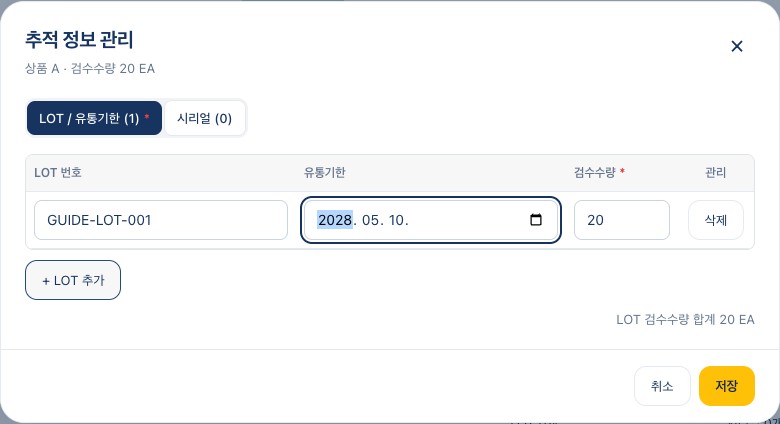 추적 정보 관리
상품 A · 검수수량 20 EA
LOT / 유통기한 (1) * 시리얼 (0)
LOT 번호 유통기한 검수수량 * 관리
GUIDE-LOT-001 2028. 05. 10. 20 삭제
+ LOT 추가
LOT 검수수량 합계 20 EA
취소 저장